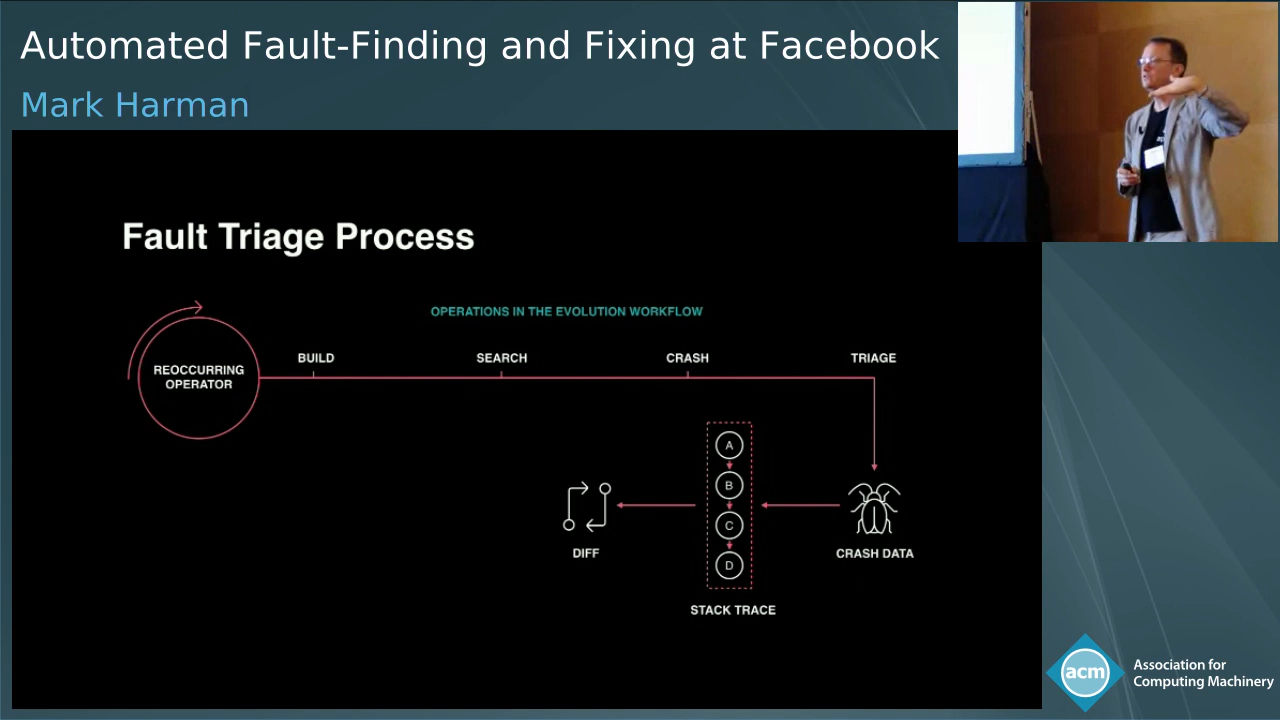 Automated Fault-Finding and Fixing at Facebook
Mark Harman
Fault Triage Process
OPERATIONS IN THE EVOLUTION WORKFLOW
REOCCURRING
OPERATOR
BUILD
SEARCH
CRASH
TRIAGE
A
B
C
D
DIFF
CRASH DATA
STACK TRACE
acm
Association for
Computing Machinery